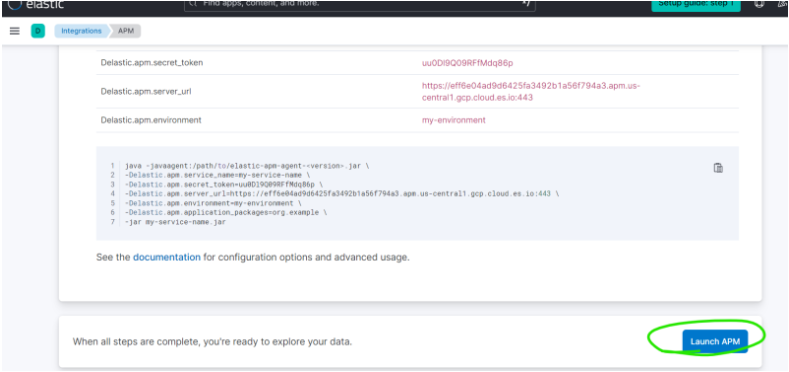 elastic
Find apps, content, and more.
Setup guide: step 1
D
Integrations
APM
Delastic.apm.secret_token
uu0DI9Q09RFfMdq86p
Delastic.apm.server_url
https://eff6e04ad9d6425fa3492b1a56f794a3.apm.us-
central1.gcp.cloud.es.io:443
Delastic.apm.environment
my-environment
1 java -javaagent:/path/to/elastic-apm-agent-<version>.jar \
2 -Delastic.apm.service_name=my-service-name \
3 -Delastic.apm.secret_token=uu0DI9Q09RFfMdq86p \
4 -Delastic.apm.server_url=https://eff6e04ad9d6425fa3492b1a56f794a3.apm.us-central1.gcp.cloud.es.io:443 \
5 -Delastic.apm.environment=my-environment \
6 -Delastic.apm.application_packages=org.example \
7 -jar my-service-name.jar
See the documentation for configuration options and advanced usage.
When all steps are complete, you're ready to explore your data.
Launch APM